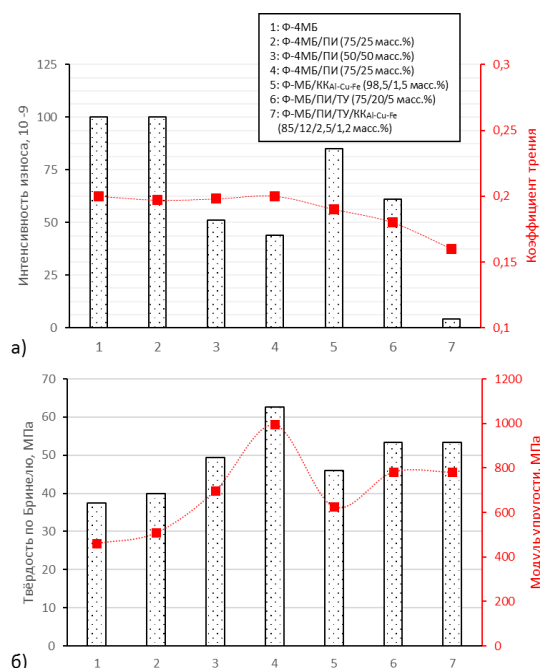 1: Ф-4МБ
2: Ф-4МБ/ПИ (75/25 масс.%)
3: Ф-4МБ/ПИ (50/50 масс.%)
4: Ф-4МБ/ПИ (75/25 масс.%)
5: Ф-МБ/ККAl-Cu-Fe (98,5/1,5 масс.%)
6: Ф-МБ/ПИ/ТУ (75/20/5 масс.%)
7: Ф-МБ/ПИ/ТУ/ККAl-Cu-Fe
(85/12/2,5/1,2 масс.%)
Интенсивность износа, 10 -9
125
100
75
50
25
0
0,3
0,25
0,2
0,15
0,1
Коэффициент трения
1 2 3 4 5 6 7
а)
Твёрдость по Бринелю, МПа
70
60
50
40
30
20
10
0
1200
1000
800
600
400
200
0
Модуль упругости, МПа
1 2 3 4 5 6 7
б)